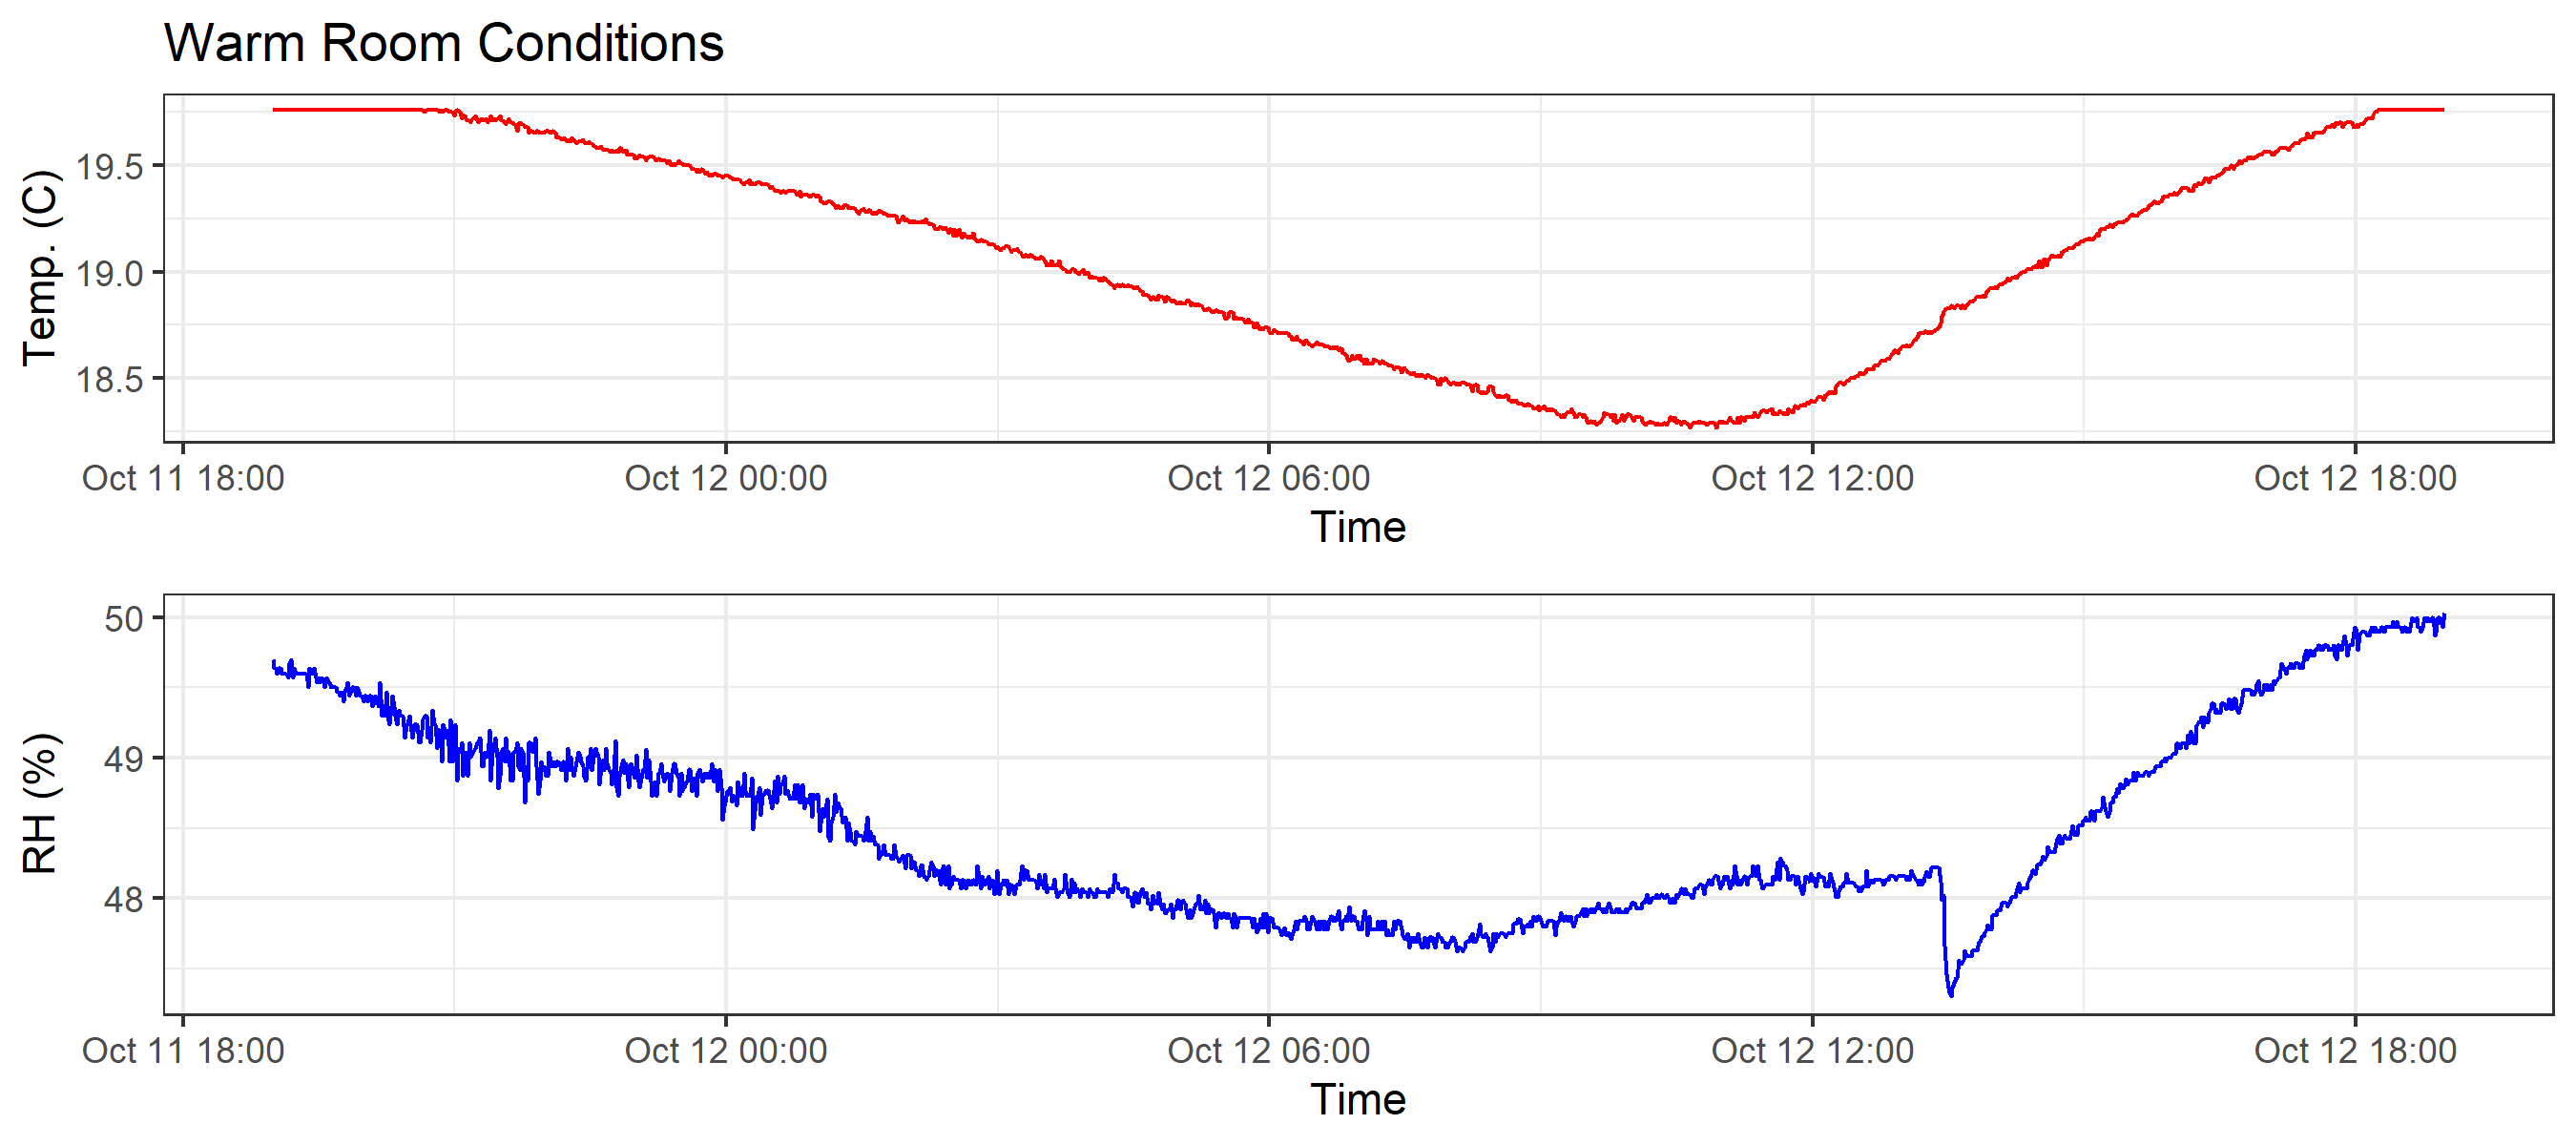 Warm Room Conditions
Temp. (C)
19.5
19.0
18.5
Oct 11 18:00 Oct 12 00:00 Oct 12 06:00 Oct 12 12:00 Oct 12 18:00
Time
RH (%)
50
49
48
Oct 11 18:00 Oct 12 00:00 Oct 12 06:00 Oct 12 12:00 Oct 12 18:00
Time